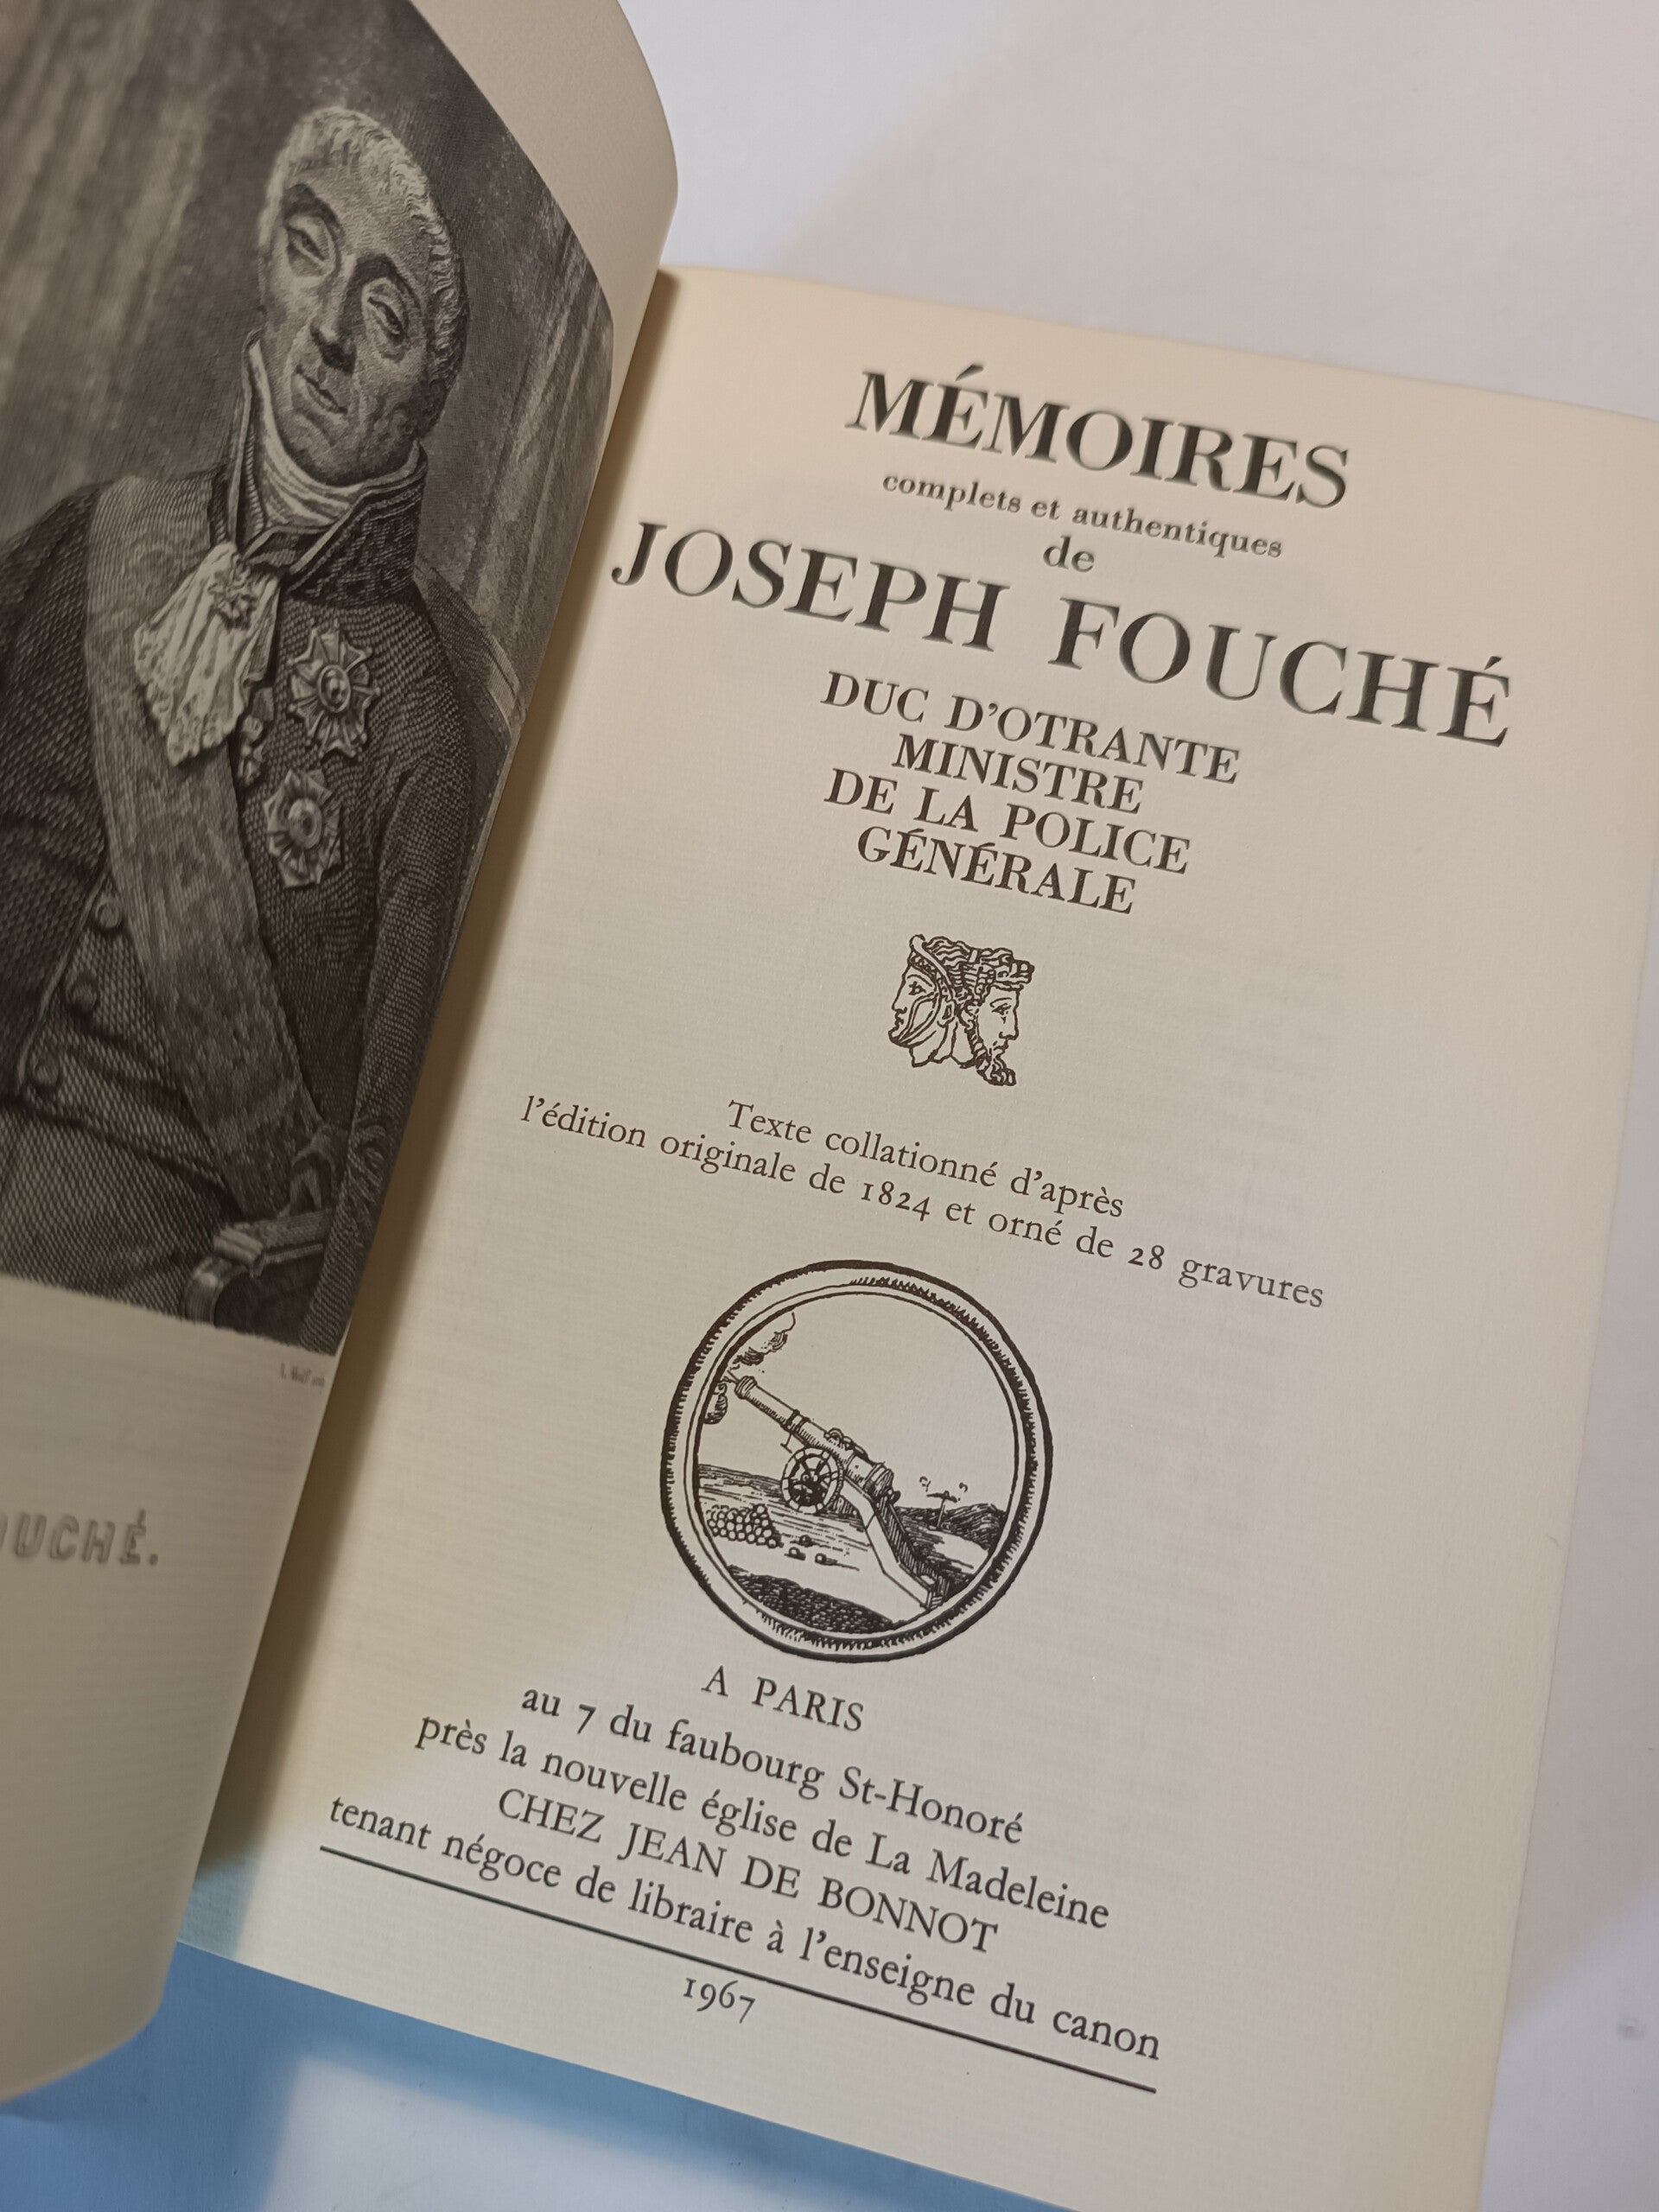 OUCHÉ.
MÉMOIRES
complets et authentiques
de
JOSEPH FOUCHÉ
DUC D'OTRANTE
MINISTRE
DE LA POLICE
GÉNÉRALE
Texte collationné d'après
l'édition originale de 1824 et orné de 28 gravures
A PARIS
au 7 du faubourg St-Honoré
près la nouvelle église de La Madeleine
CHEZ JEAN DE BONNOT
tenant négoce de libraire à l'enseigne du canon
1967